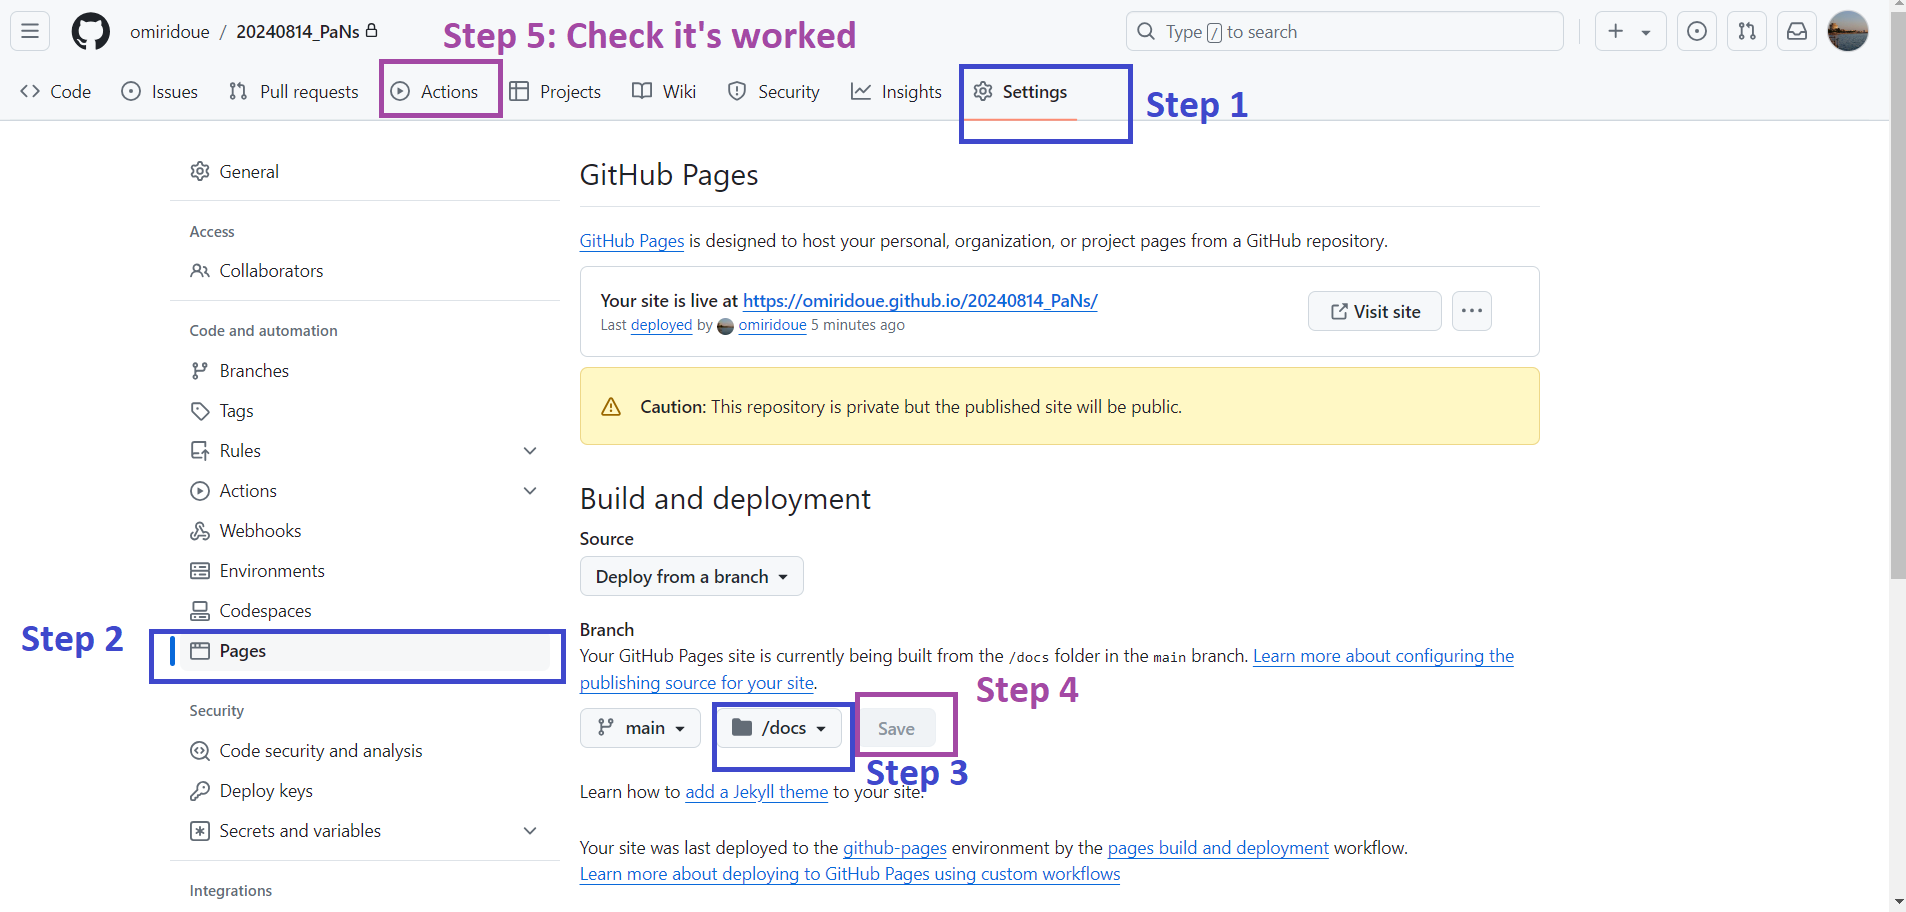 omiridoue / 20240814_PaNs
Step 5: Check it's worked
Type / to search
Code Issues Pull requests Actions Projects Wiki Security Insights Settings
Step 1
General
Access
Collaborators
Code and automation
Branches
Tags
Rules
Actions
Webhooks
Environments
Codespaces
Step 2
Pages
Security
Code security and analysis
Deploy keys
Secrets and variables
Integrations
GitHub Pages
GitHub Pages is designed to host your personal, organization, or project pages from a GitHub repository.
Your site is live at https://omiridoue.github.io/20240814_PaNs/
Last deployed by omiridoue 5 minutes ago
Visit site
Caution: This repository is private but the published site will be public.
Build and deployment
Source
Deploy from a branch
Branch
Your GitHub Pages site is currently being built from the /docs folder in the main branch. Learn more about configuring the
publishing source for your site.
Step 4
main /docs Save
Step 3
Learn how to add a Jekyll theme to your site.
Your site was last deployed to the github-pages environment by the pages build and deployment workflow.
Learn more about deploying to GitHub Pages using custom workflows